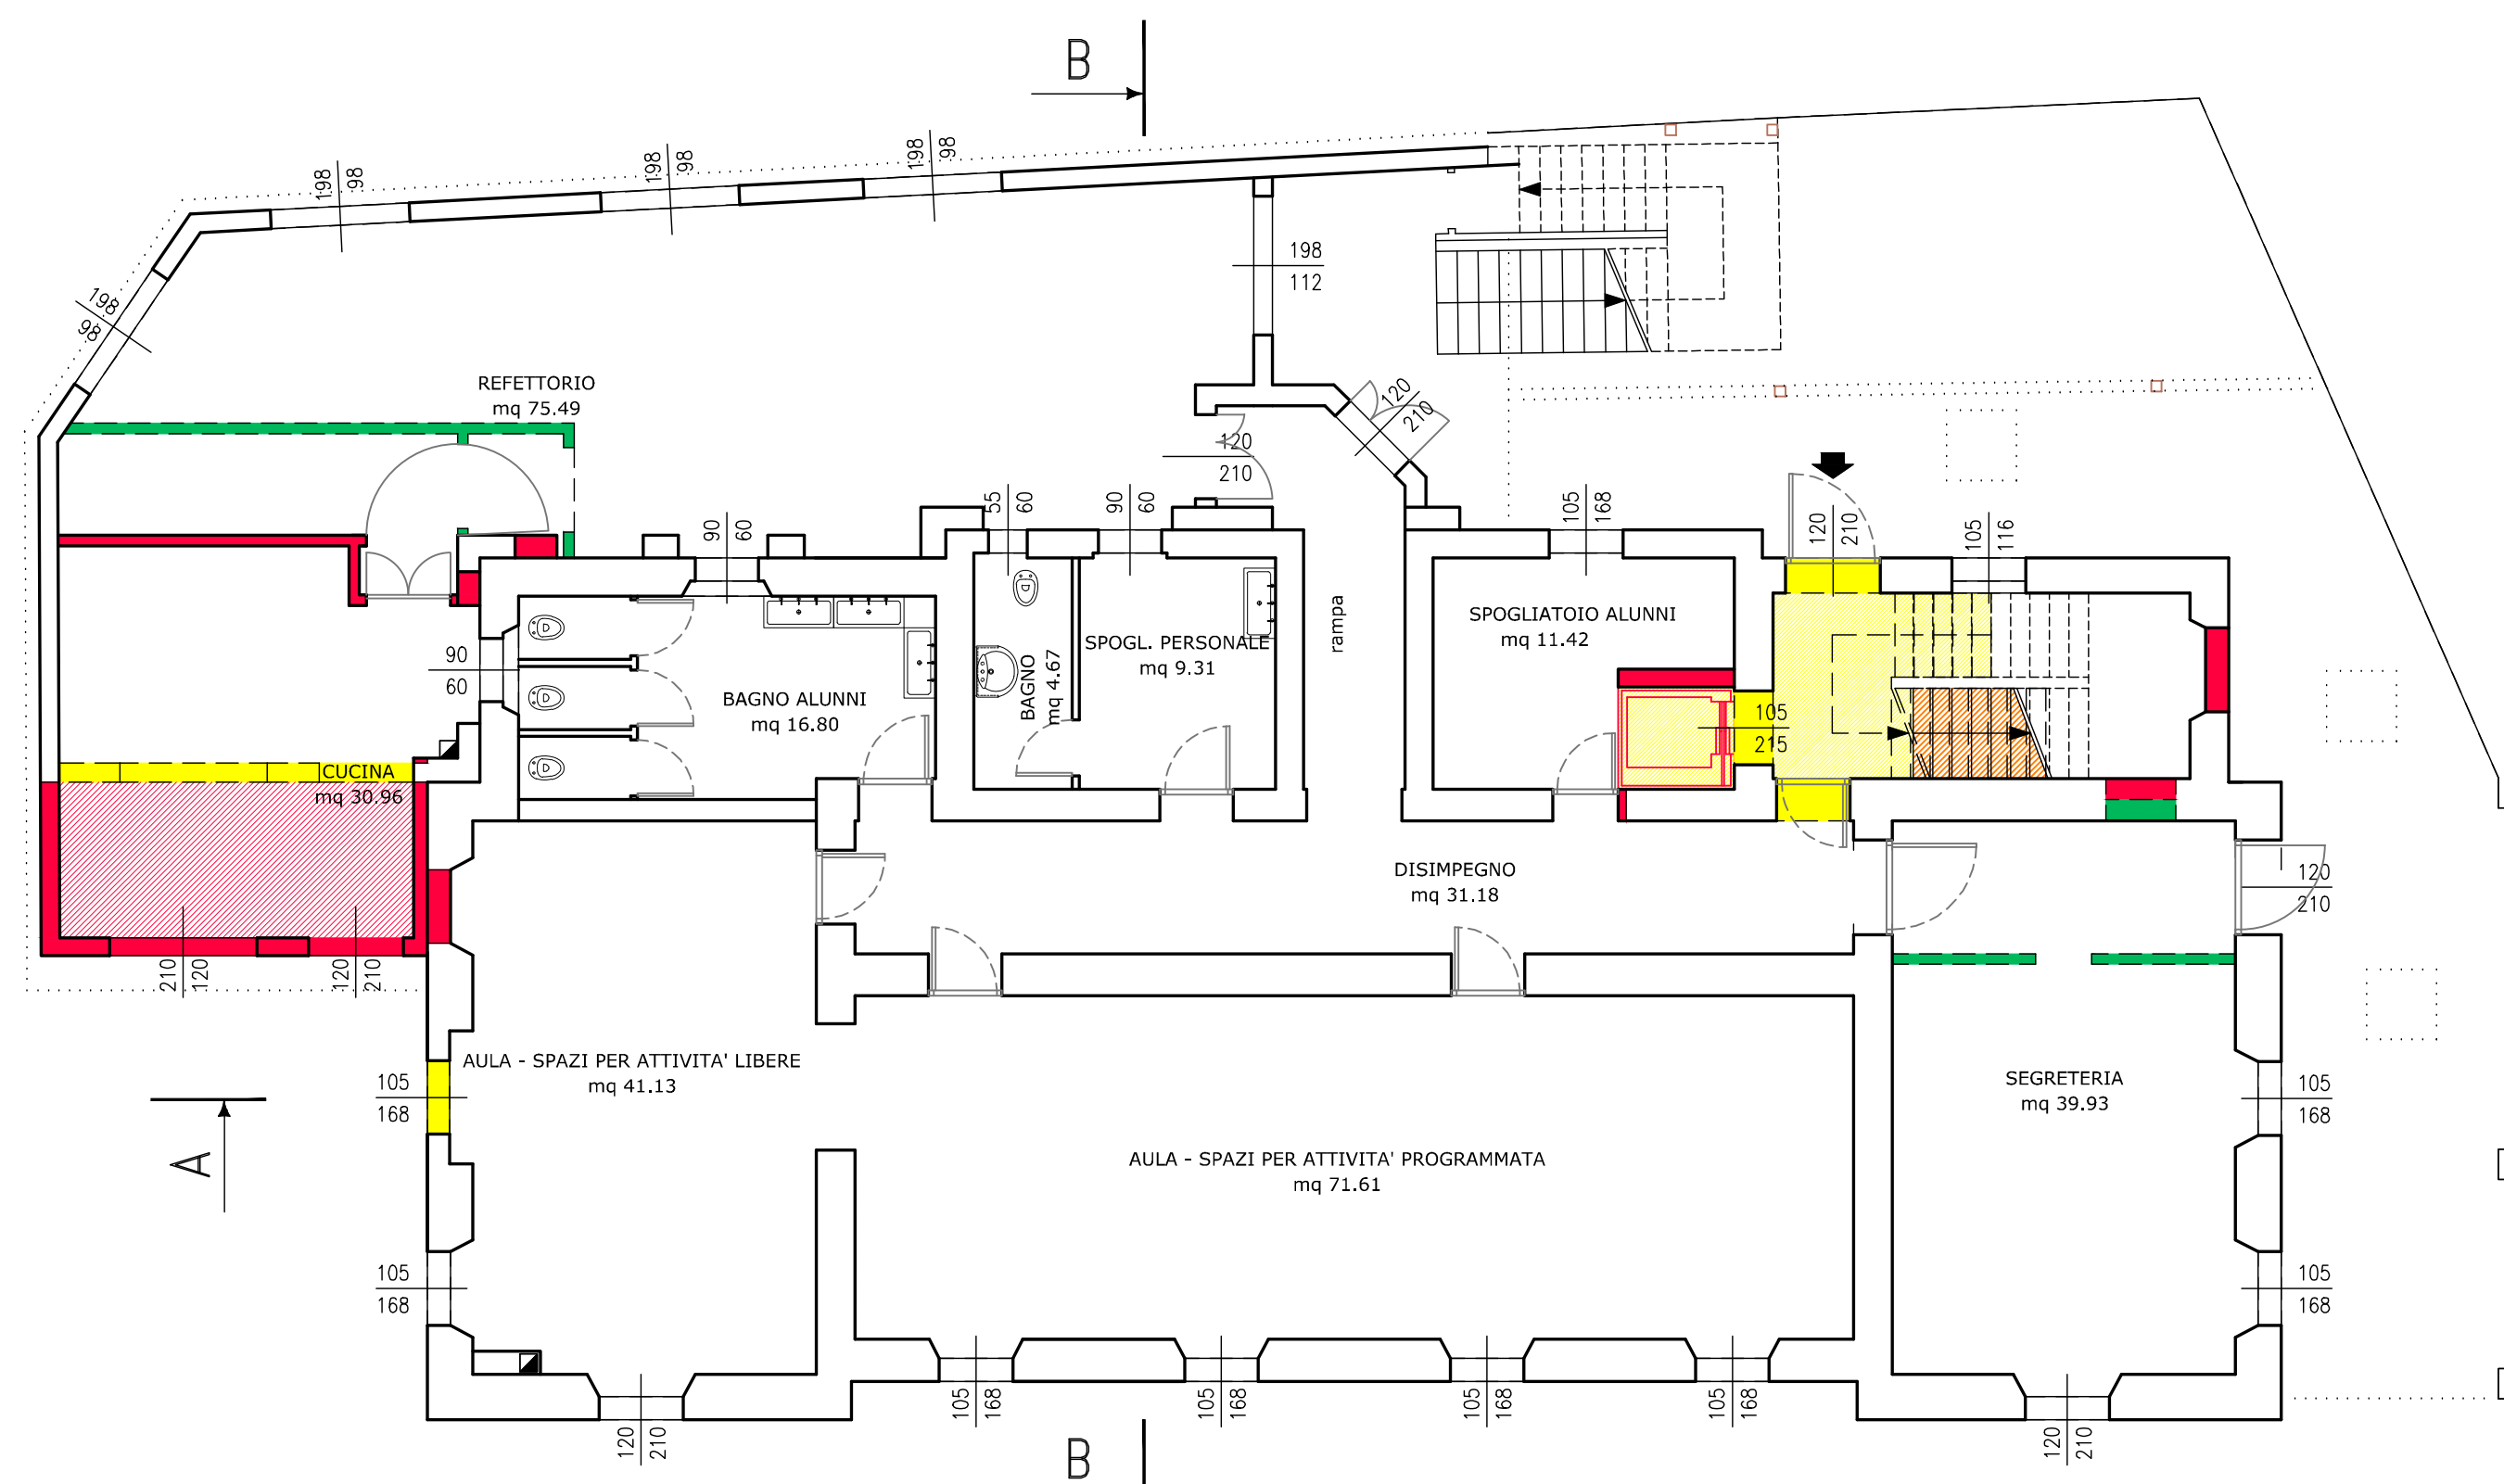 B
198
98
198
98
198
98
198
98
198
112
REFETTORIO
mq 75.49
120
210
120
210
90
60
55
60
90
60
105
168
120
210
105
116
rampa
SPOGLIATOIO ALUNNI
mq 11.42
SPOGL. PERSONALE
mq 9.31
BAGNO
mq 4.67
90
60
BAGNO ALUNNI
mq 16.80
105
215
CUCINA
mq 30.96
DISIMPEGNO
mq 31.18
120
210
210
120
120
210
AULA - SPAZI PER ATTIVITA' LIBERE
mq 41.13
105
168
SEGRETERIA
mq 39.93
105
168
A
AULA - SPAZI PER ATTIVITA' PROGRAMMATA
mq 71.61
105
168
105
168
105
168
105
168
105
168
105
168
120
210
120
210
B